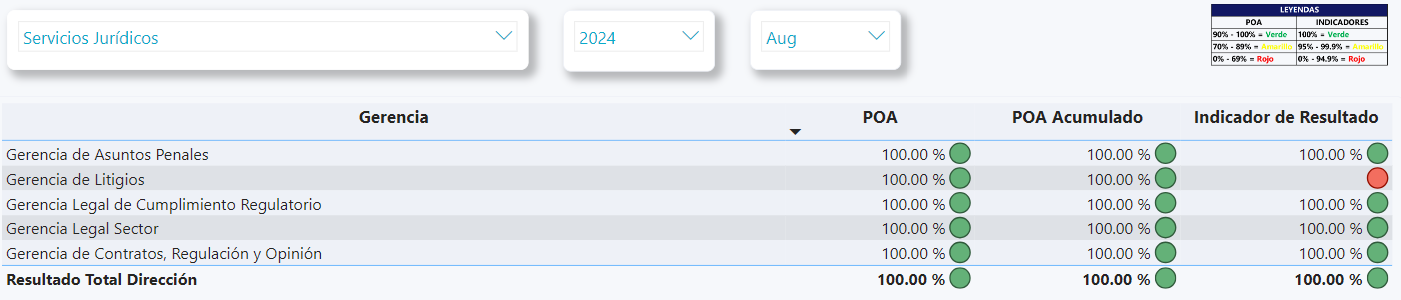 Servicios Jurídicos
2024
Aug
LEYENDAS
POA INDICADORES
90% - 100% = Verde 100% = Verde
70% - 89% = Amarillo 95% - 99.9% = Amarillo
0% - 69% = Rojo 0% - 94.9% = Rojo
Gerencia POA POA Acumulado Indicador de Resultado
Gerencia de Asuntos Penales 100.00 % 100.00 % 100.00 %
Gerencia de Litigios 100.00 % 100.00 %
Gerencia Legal de Cumplimiento Regulatorio 100.00 % 100.00 % 100.00 %
Gerencia Legal Sector 100.00 % 100.00 % 100.00 %
Gerencia de Contratos, Regulación y Opinión 100.00 % 100.00 % 100.00 %
Resultado Total Dirección 100.00 % 100.00 % 100.00 %